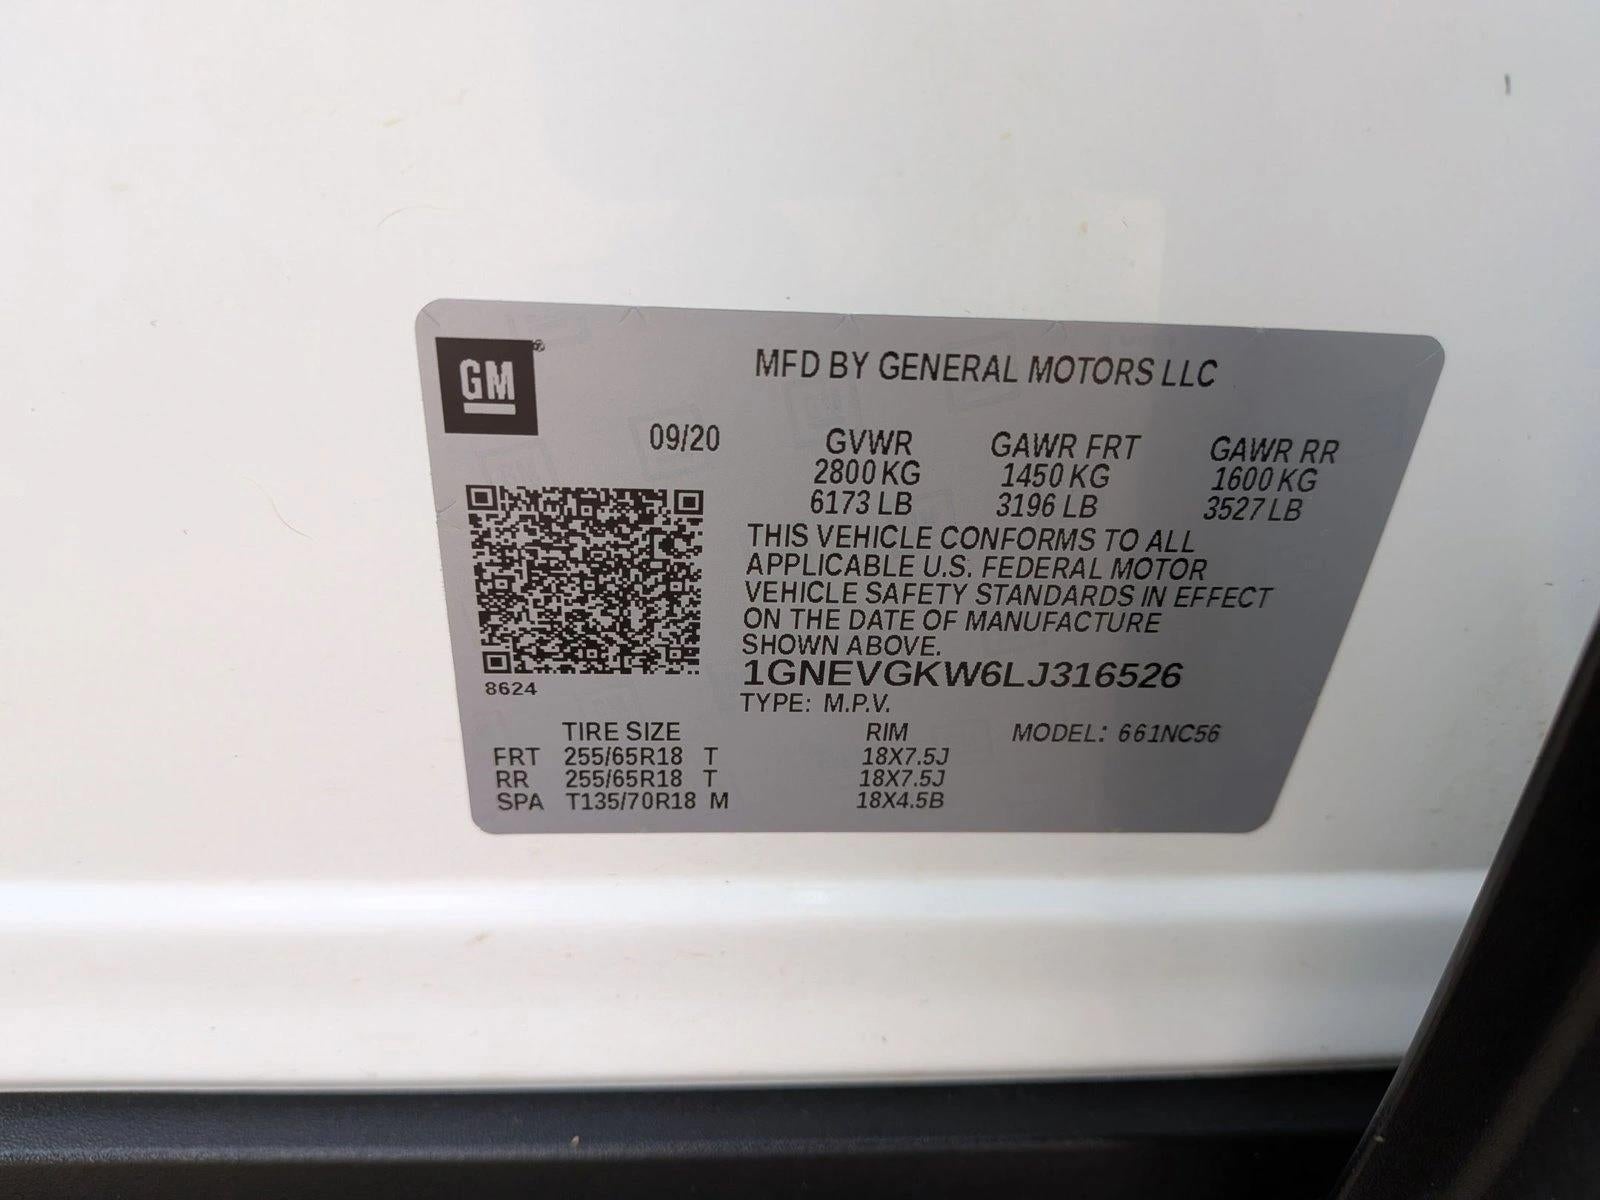 GM®
MFD BY GENERAL MOTORS LLC
09/20
GVWR GAWR FRT GAWR RR
2800 KG 1450 KG 1600 KG
6173 LB 3196 LB 3527 LB
THIS VEHICLE CONFORMS TO ALL
APPLICABLE U.S. FEDERAL MOTOR
VEHICLE SAFETY STANDARDS IN EFFECT
ON THE DATE OF MANUFACTURE
SHOWN ABOVE.
1GNEVGKW6LJ316526
8624
TYPE: M.P.V.
TIRE SIZE RIM MODEL: 661NC56
FRT 255/65R18 T 18X7.5J
RR 255/65R18 T 18X7.5J
SPA T135/70R18 M 18X4.5B